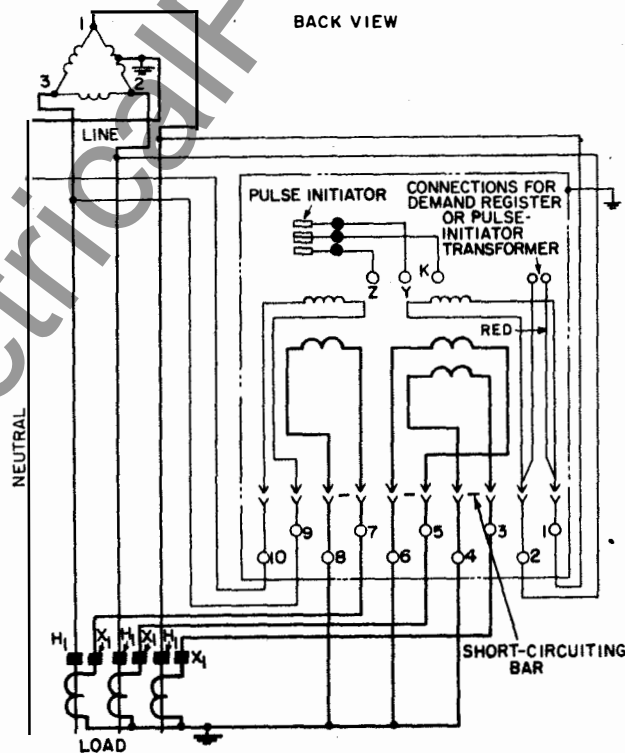 BACK VIEW
1
3
2
LINE
PULSE INITIATOR
CONNECTIONS FOR
DEMAND REGISTER
OR PULSE-
INITIATOR
TRANSFORMER
Z
Y
K
RED
NEUTRAL
9
7
5
3
1
10
8
6
4
2
H1
X1
H1
X1
H1
X1
SHORT-CIRCUITING
BAR
LOAD
ectricalP